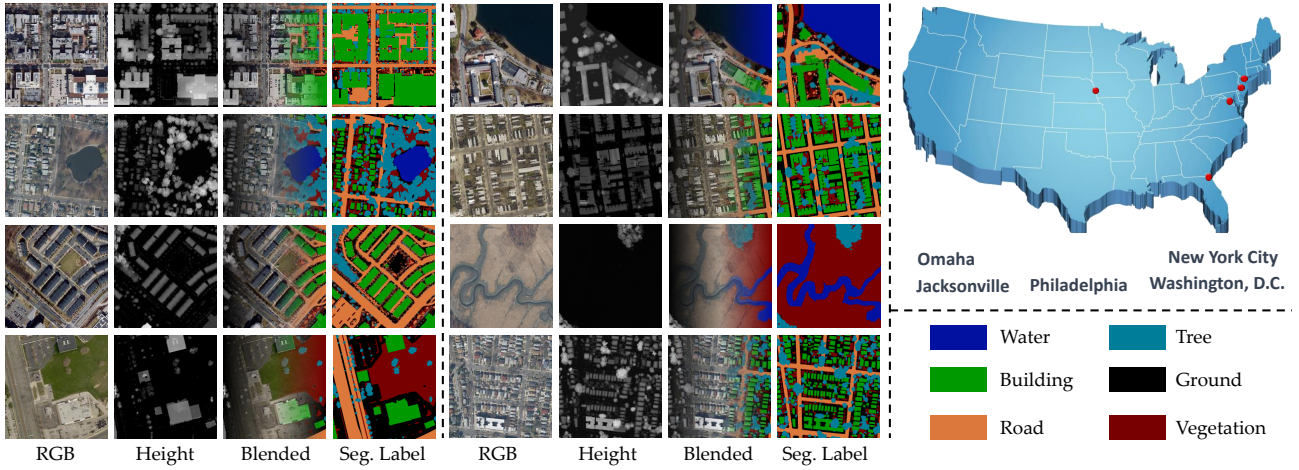 RGB Height Blended Seg. Label RGB Height Blended Seg. Label
Omaha New York City
Jacksonville Philadelphia Washington, D.C.
Water Tree
Building Ground
Road Vegetation